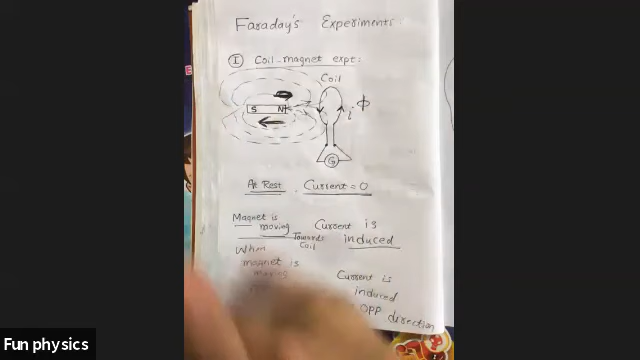 Faraday's Experiments:
I Coil-magnet expt:
Coil
S N
i ϕ
G
At Rest. Current = 0
Magnet is moving Towards Coil Current is induced
When
magnet is
moving
Current is
induced
OPP direction
Fun physics